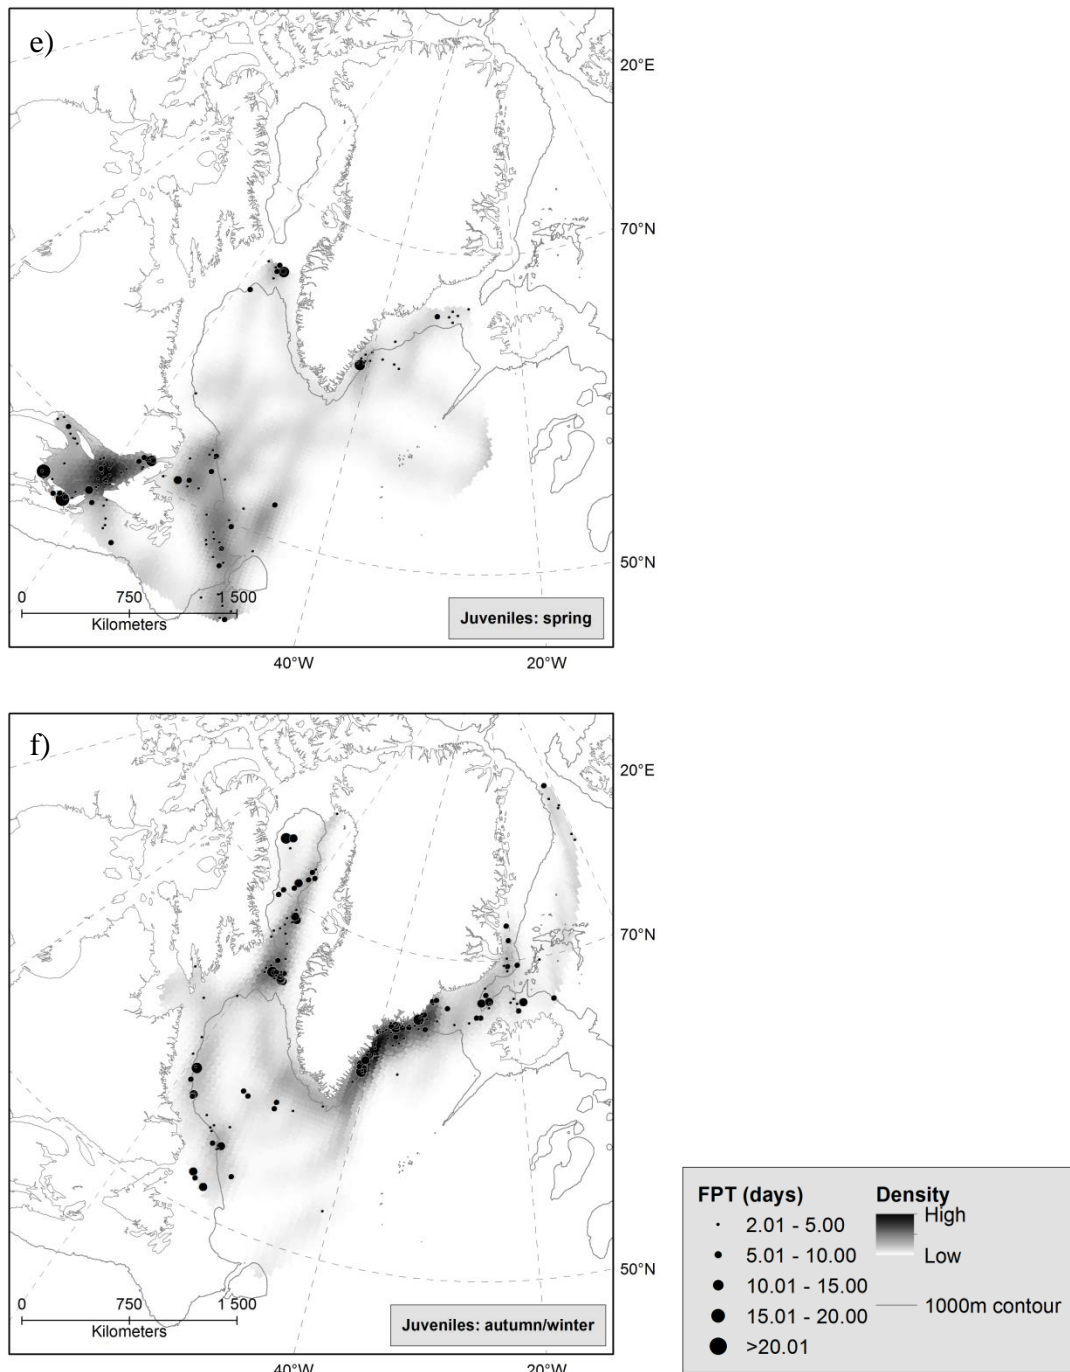 e)
20°E
70°N
50°N
0 750 1 500
Kilometers
Juveniles: spring
40°W 20°W
f)
20°E
70°N
50°N
0 750 1 500
Kilometers
Juveniles: autumn/winter
40°W 20°W
FPT (days) Density
2.01 - 5.00 High
5.01 - 10.00 Low
10.01 - 15.00
15.01 - 20.00 1000m contour
>20.01